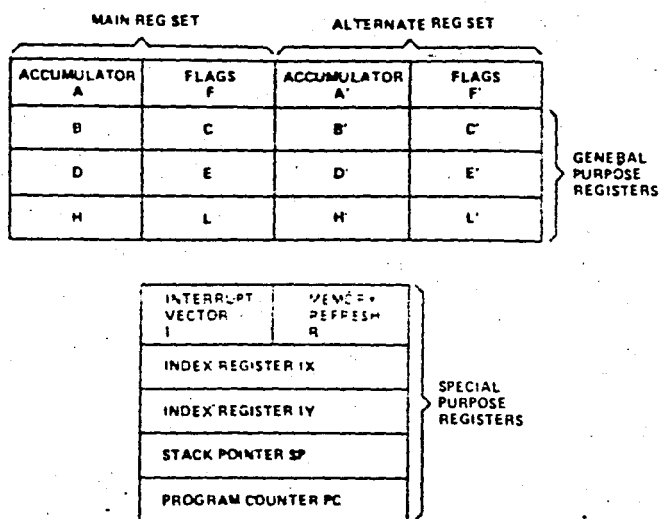 MAIN REG SET
ALTERNATE REG SET
ACCUMULATOR
A
FLAGS
F
ACCUMULATOR
A'
FLAGS
F'
B
C
B'
C'
D
E
D'
E'
H
L
H'
L'
GENERAL
PURPOSE
REGISTERS
INTERRUPT
VECTOR
I
MEMORY
REFRESH
R
INDEX REGISTER IX
INDEX REGISTER IY
STACK POINTER SP
PROGRAM COUNTER PC
SPECIAL
PURPOSE
REGISTERS